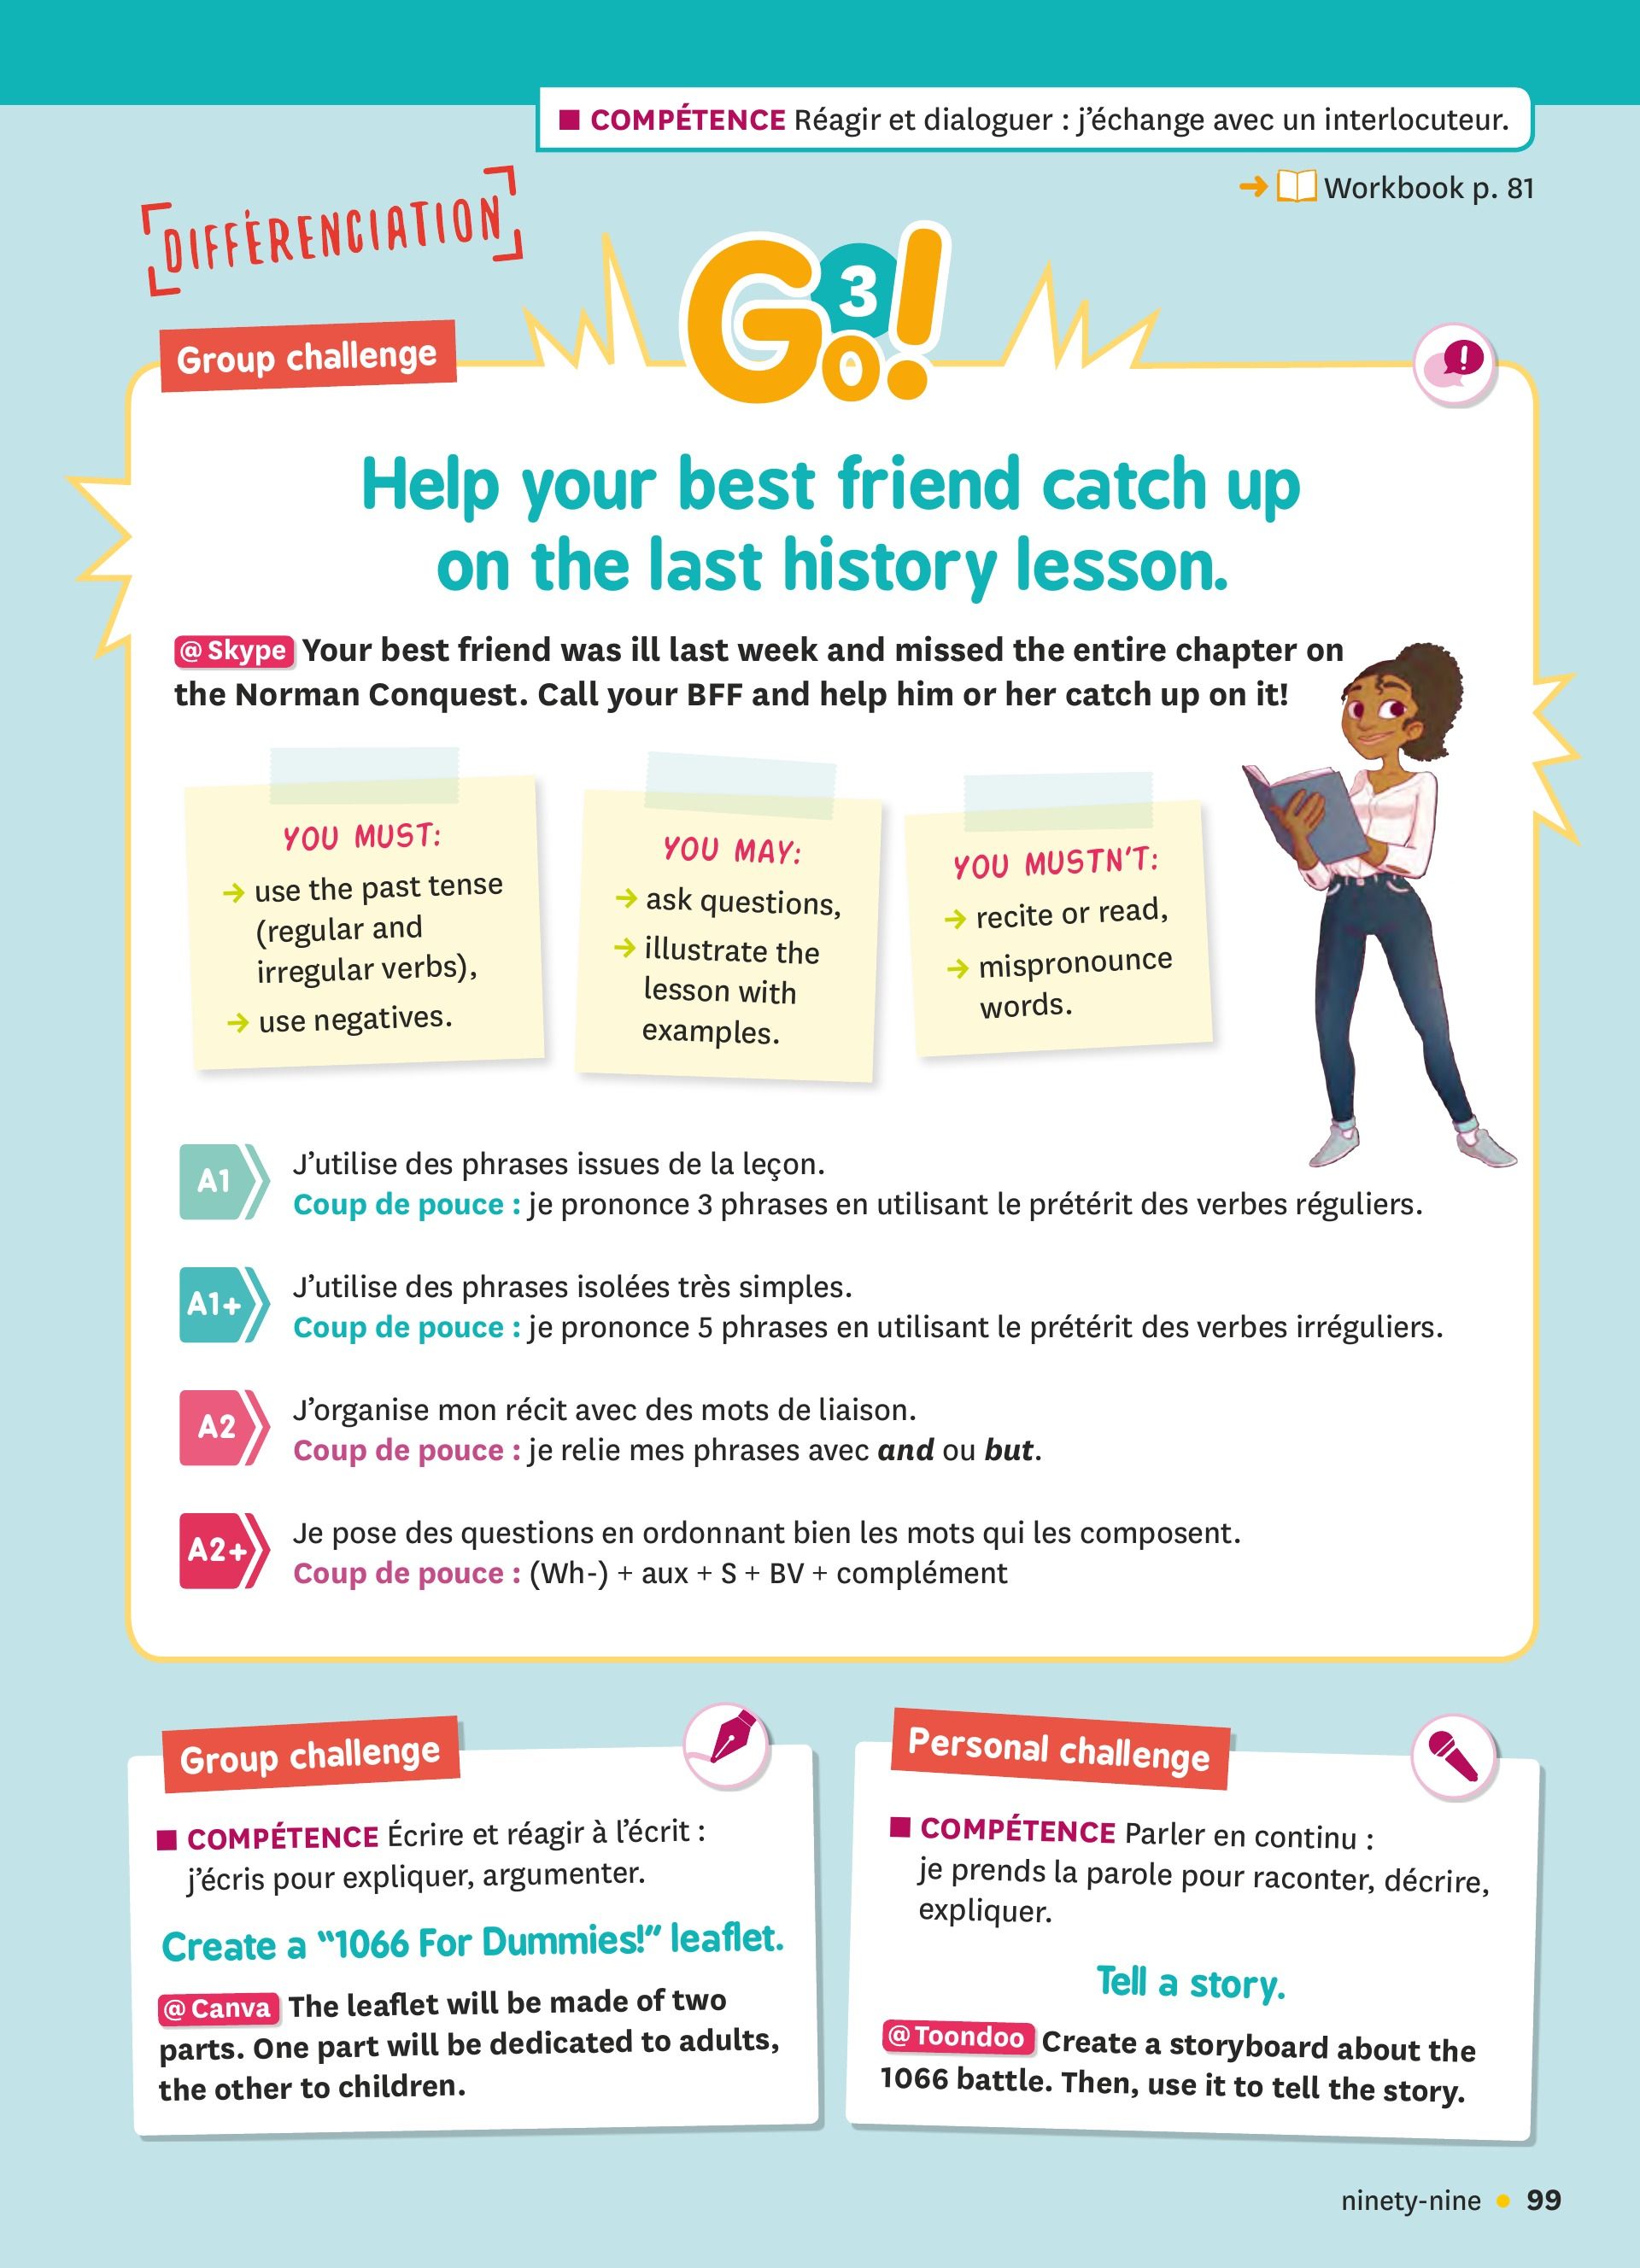 ■ COMPÉTENCE Réagir et dialoguer : j'échange avec un interlocuteur.
➜ Workbook p. 81
DIFFÉRENCIATION
Go!
3
Group challenge
Help your best friend catch up
on the last history lesson.
@Skype Your best friend was ill last week and missed the entire chapter on
the Norman Conquest. Call your BFF and help him or her catch up on it!
YOU MUST:
→ use the past tense
(regular and
irregular verbs),
→ use negatives.
YOU MAY:
→ ask questions,
→ illustrate the
lesson with
examples.
YOU MUSTN'T:
→ recite or read,
→ mispronounce
words.
A1
J'utilise des phrases issues de la leçon.
Coup de pouce : je prononce 3 phrases en utilisant le prétérit des verbes réguliers.
A1+
J'utilise des phrases isolées très simples.
Coup de pouce : je prononce 5 phrases en utilisant le prétérit des verbes irréguliers.
A2
J'organise mon récit avec des mots de liaison.
Coup de pouce : je relie mes phrases avec and ou but.
A2+
Je pose des questions en ordonnant bien les mots qui les composent.
Coup de pouce : (Wh-) + aux + S + BV + complément
Group challenge
■ COMPÉTENCE Écrire et réagir à l'écrit :
j'écris pour expliquer, argumenter.
Create a "1066 For Dummies!" leaflet.
@Canva The leaflet will be made of two
parts. One part will be dedicated to adults,
the other to children.
Personal challenge
■ COMPÉTENCE Parler en continu :
je prends la parole pour raconter, décrire,
expliquer.
Tell a story.
@Toondoo Create a storyboard about the
1066 battle. Then, use it to tell the story.
ninety-nine • 99